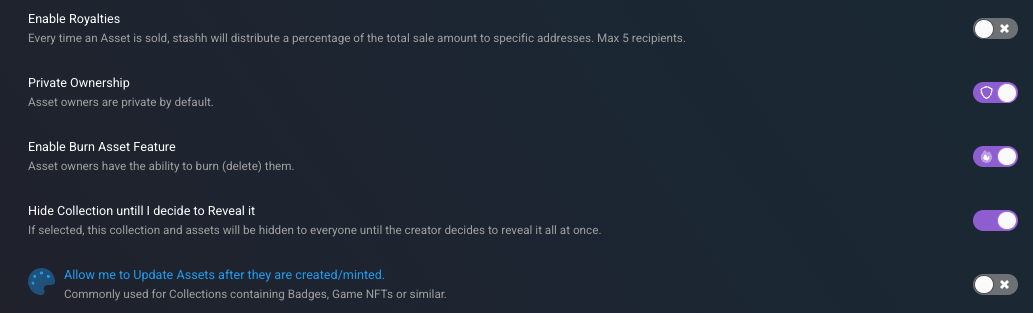 Enable Royalties
Every time an Asset is sold, stashh will distribute a percentage of the total sale amount to specific addresses. Max 5 recipients.
Private Ownership
Asset owners are private by default.
Enable Burn Asset Feature
Asset owners have the ability to burn (delete) them.
Hide Collection untill I decide to Reveal it
If selected, this collection and assets will be hidden to everyone until the creator decides to reveal it all at once.
Allow me to Update Assets after they are created/minted.
Commonly used for Collections containing Badges, Game NFTs or similar.